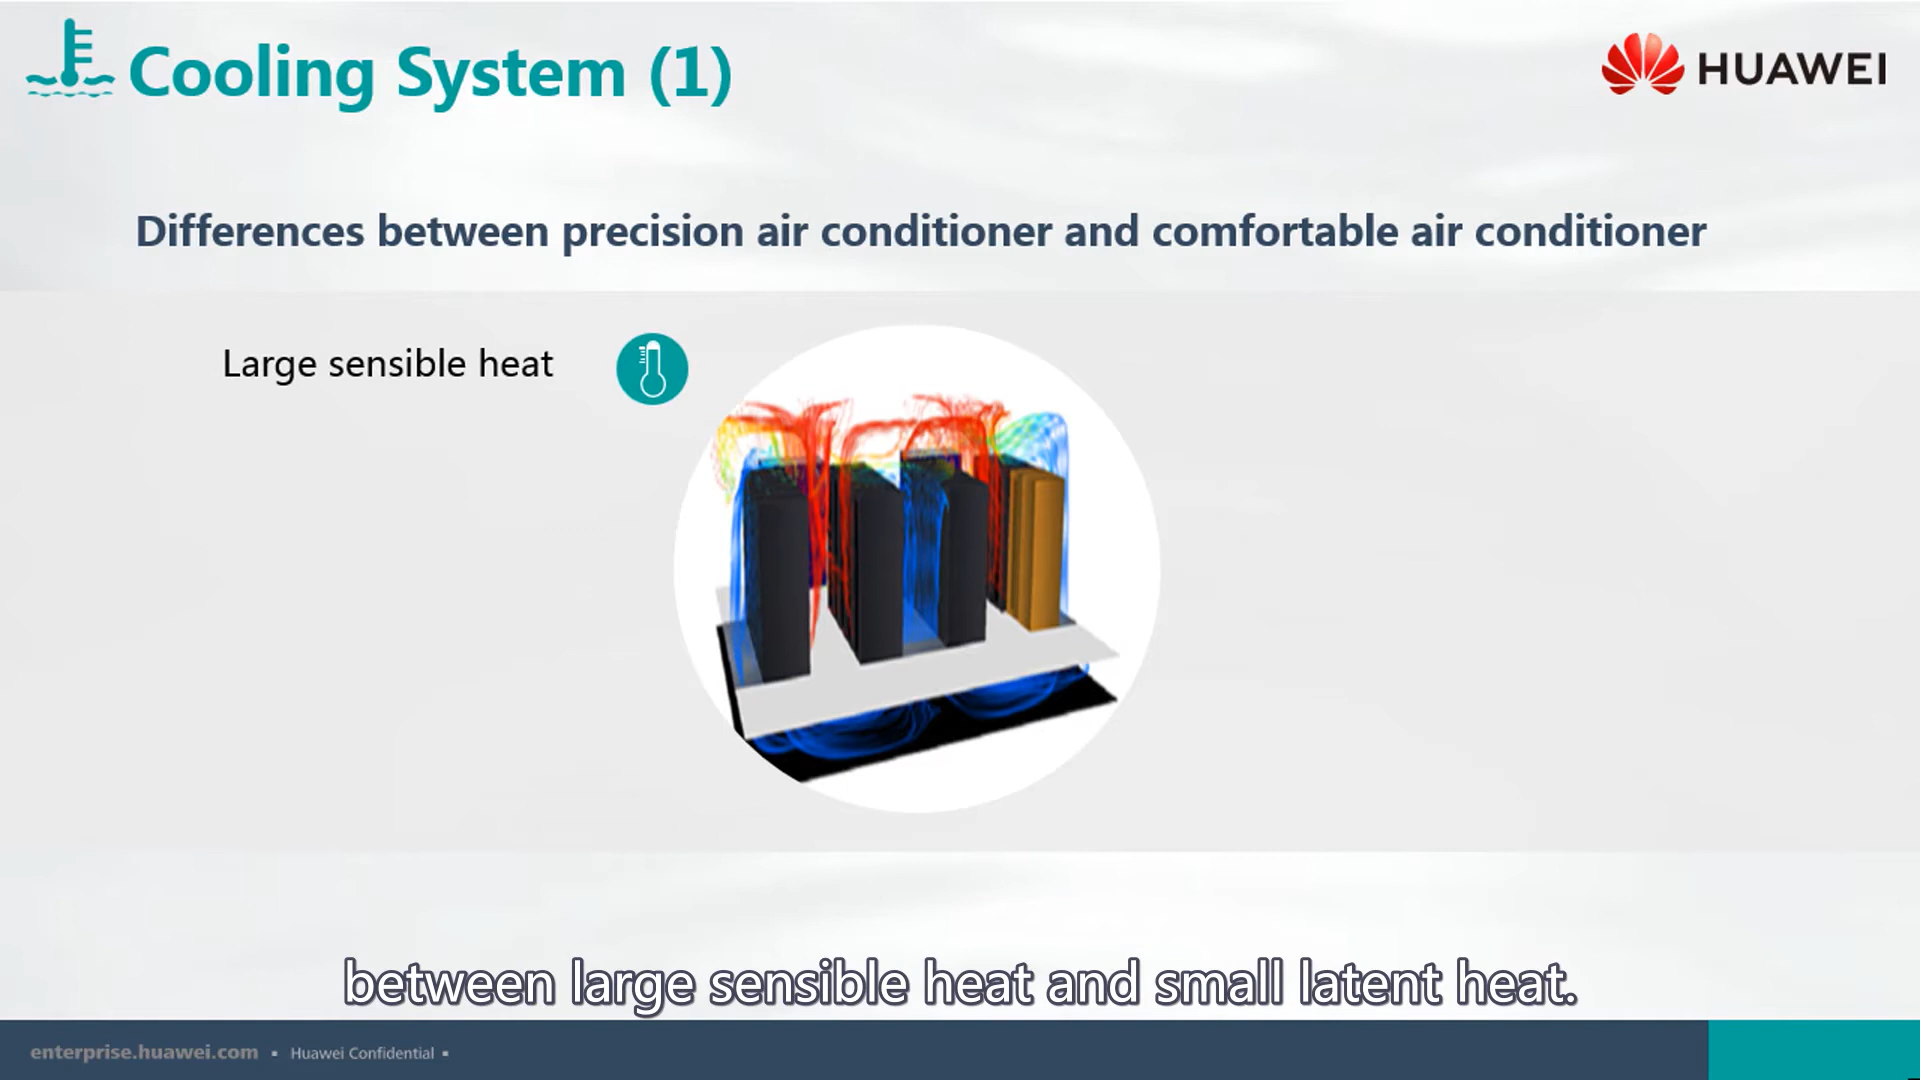 Cooling System (1)
HUAWEI
Differences between precision air conditioner and comfortable air conditioner
Large sensible heat
between large sensible heat and small latent heat.
enterprise.huawei.com ▪ Huawei Confidential ▪